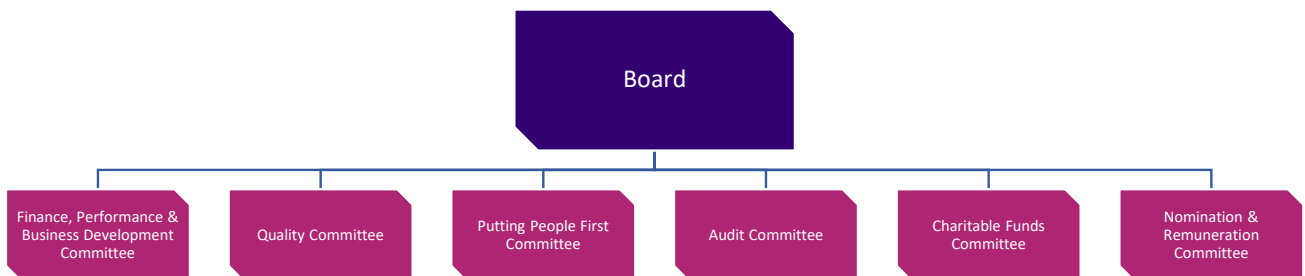 Board
Finance, Performance &
Business Development
Committee
Quality Committee
Putting People First
Committee
Audit Committee
Charitable Funds
Committee
Nomination &
Remuneration
Committee